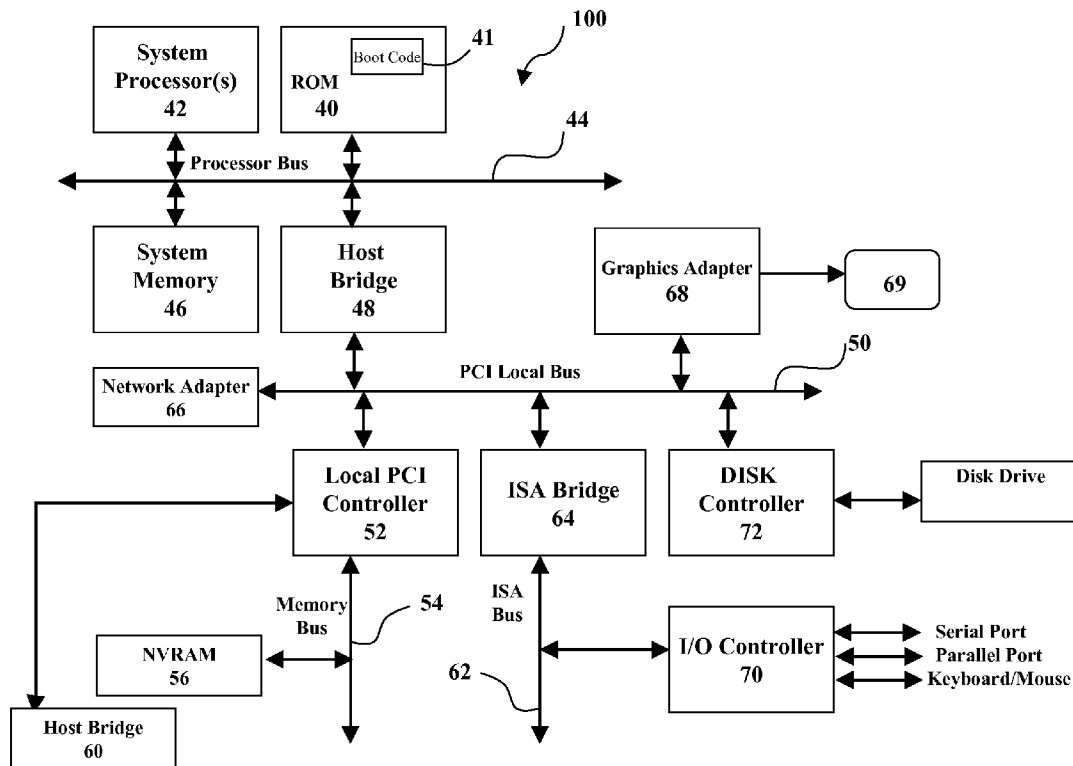 100
41
Boot Code
System
Processor(s)
42
ROM
40
44
Processor Bus
System
Memory
46
Host
Bridge
48
Graphics Adapter
68
69
50
PCI Local Bus
Network Adapter
66
Local PCI
Controller
52
ISA Bridge
64
DISK
Controller
72
Disk Drive
Memory
Bus
54
ISA
Bus
NVRAM
56
62
I/O Controller
70
Serial Port
Parallel Port
Keyboard/Mouse
Host Bridge
60